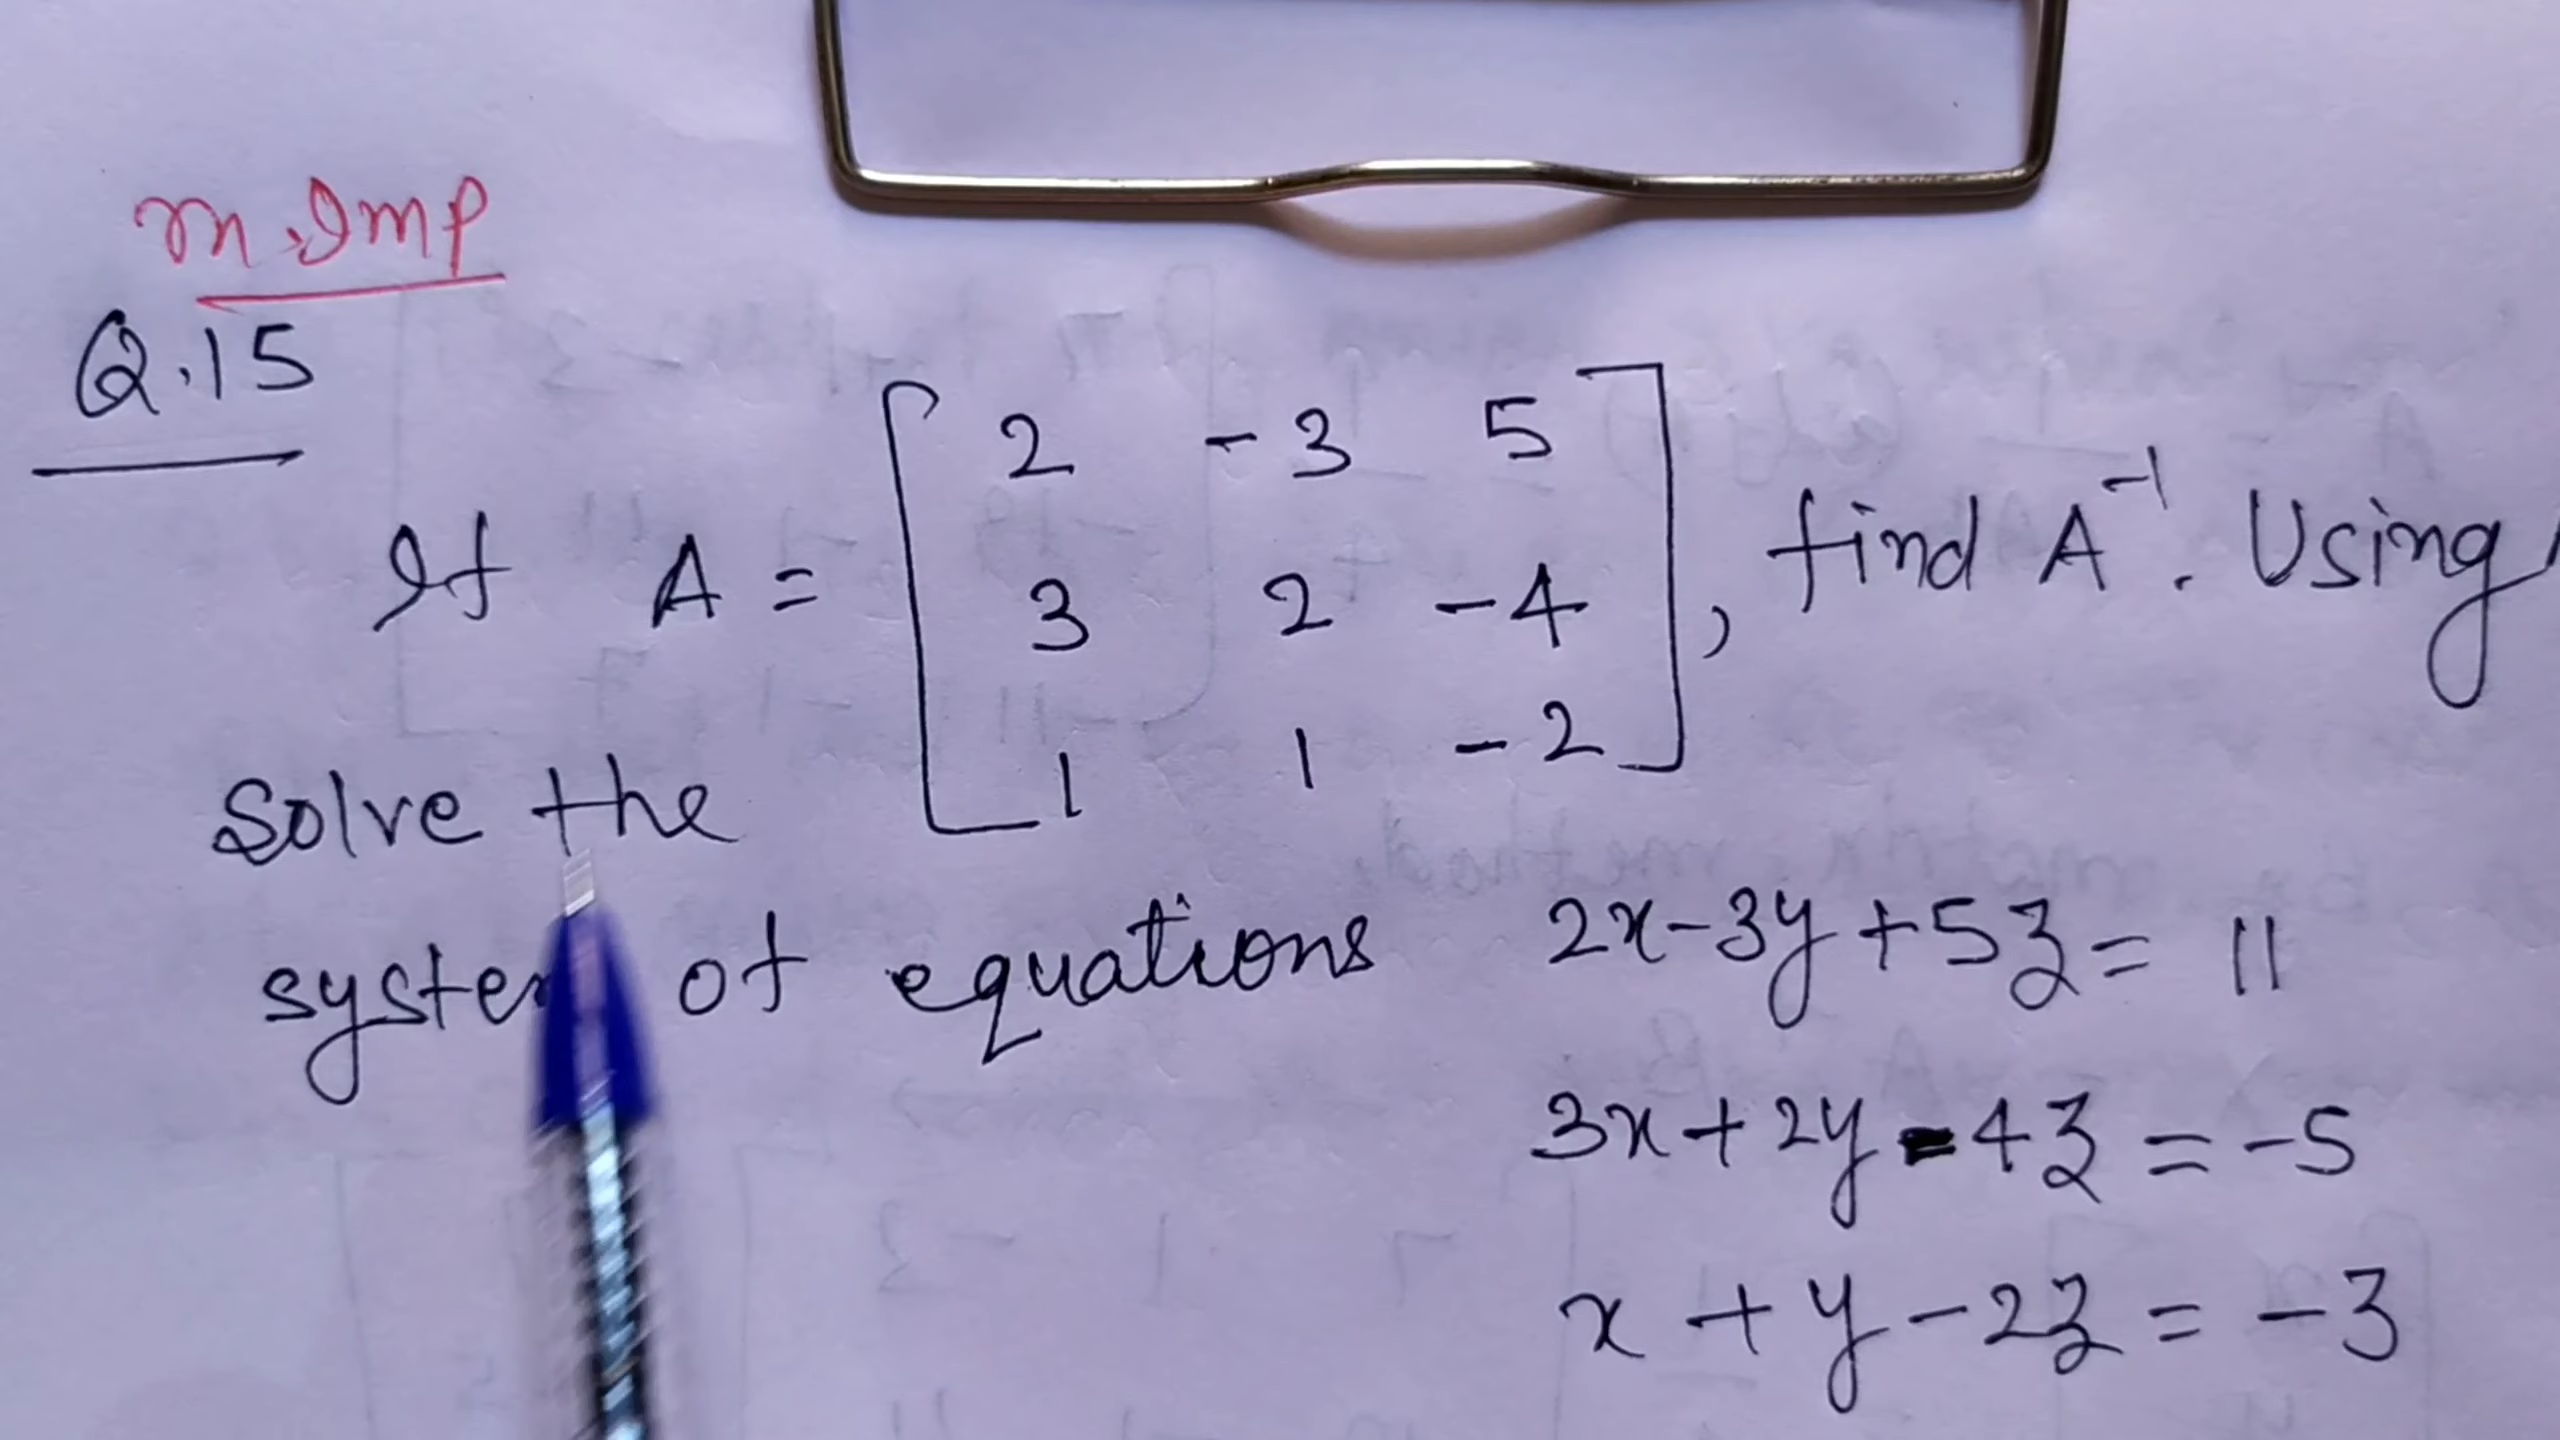 m.Imp
Q.15
If A = [ 2 -3 5
3 2 -4
1 1 -2 ], find A⁻¹. Using
Solve the
system of equations 2x-3y+5z= 11
3x+2y-4z = -5
x + y - 2z = -3